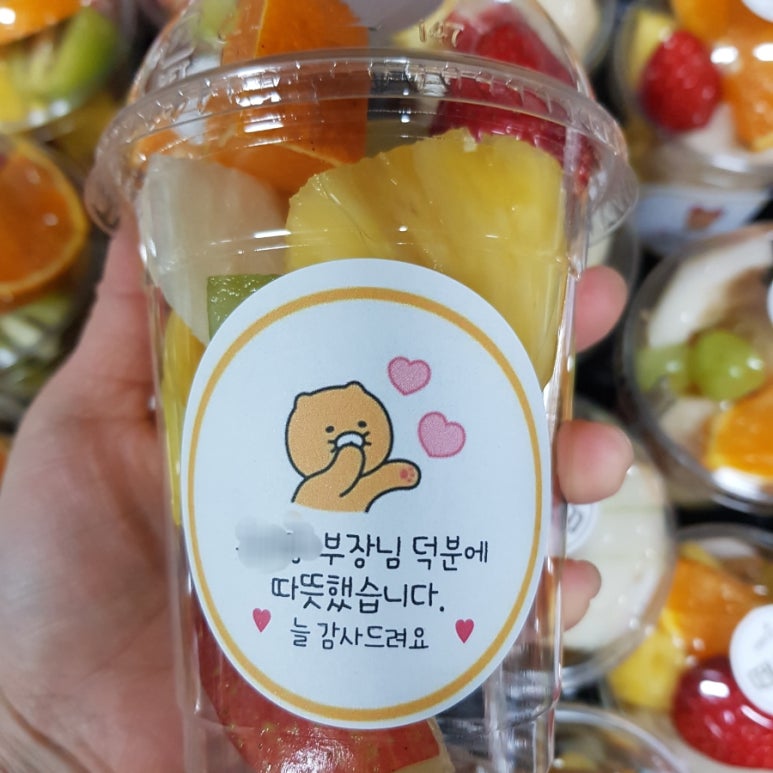 부장님 덕분에
따뜻했습니다.
늘 감사드려요